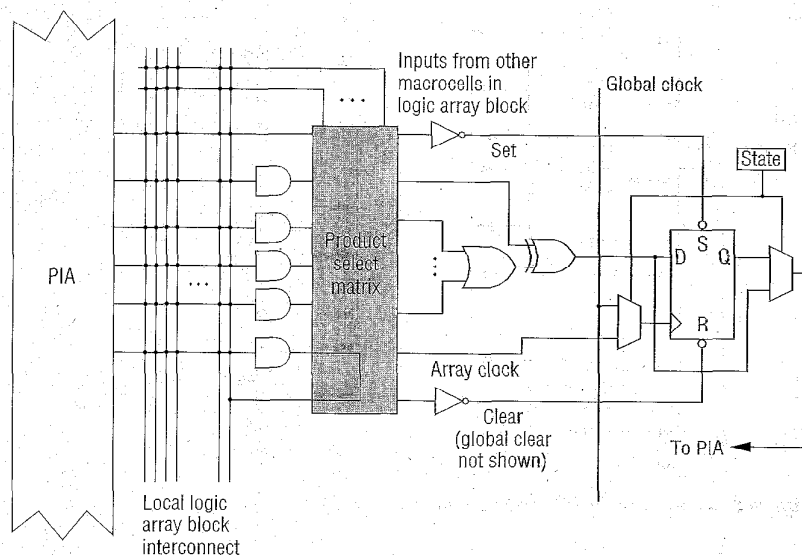 Inputs from other
macrocells in
logic array block
Global clock
Set
State
PIA
• • •
Product
select
matrix
S
D
Q
R
Array clock
Clear
(global clear
not shown)
To PIA
Local logic
array block
interconnect